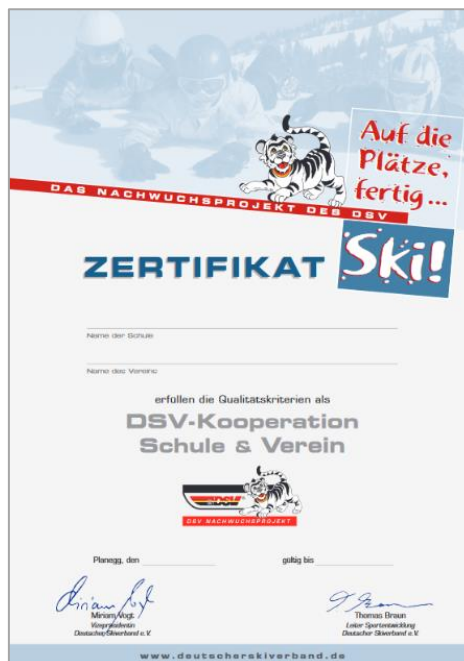 Auf die
Plätze,
fertig...
DAS NACHWUCHSPROJEKT DES DSV
ZERTIFIKAT Ski!
Name der Schule
Name des Vereins
erfüllen die Qualitätskriterien als
DSV-Kooperation
Schule & Verein
DSV NACHWUCHSPROJEKT
Planegg, den gültig bis
Miriam Vogt Thomas Braun
Vizepräsidentin Leiter Spartentwicklung
Deutscher Skiverband e.V. Deutscher Skiverband e.V.
www.deutscherskiverband.de